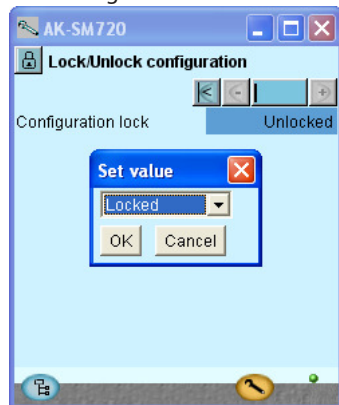 AK-SM720
Lock/Unlock configuration
Configuration lock Unlocked
Set value
Locked
OK Cancel